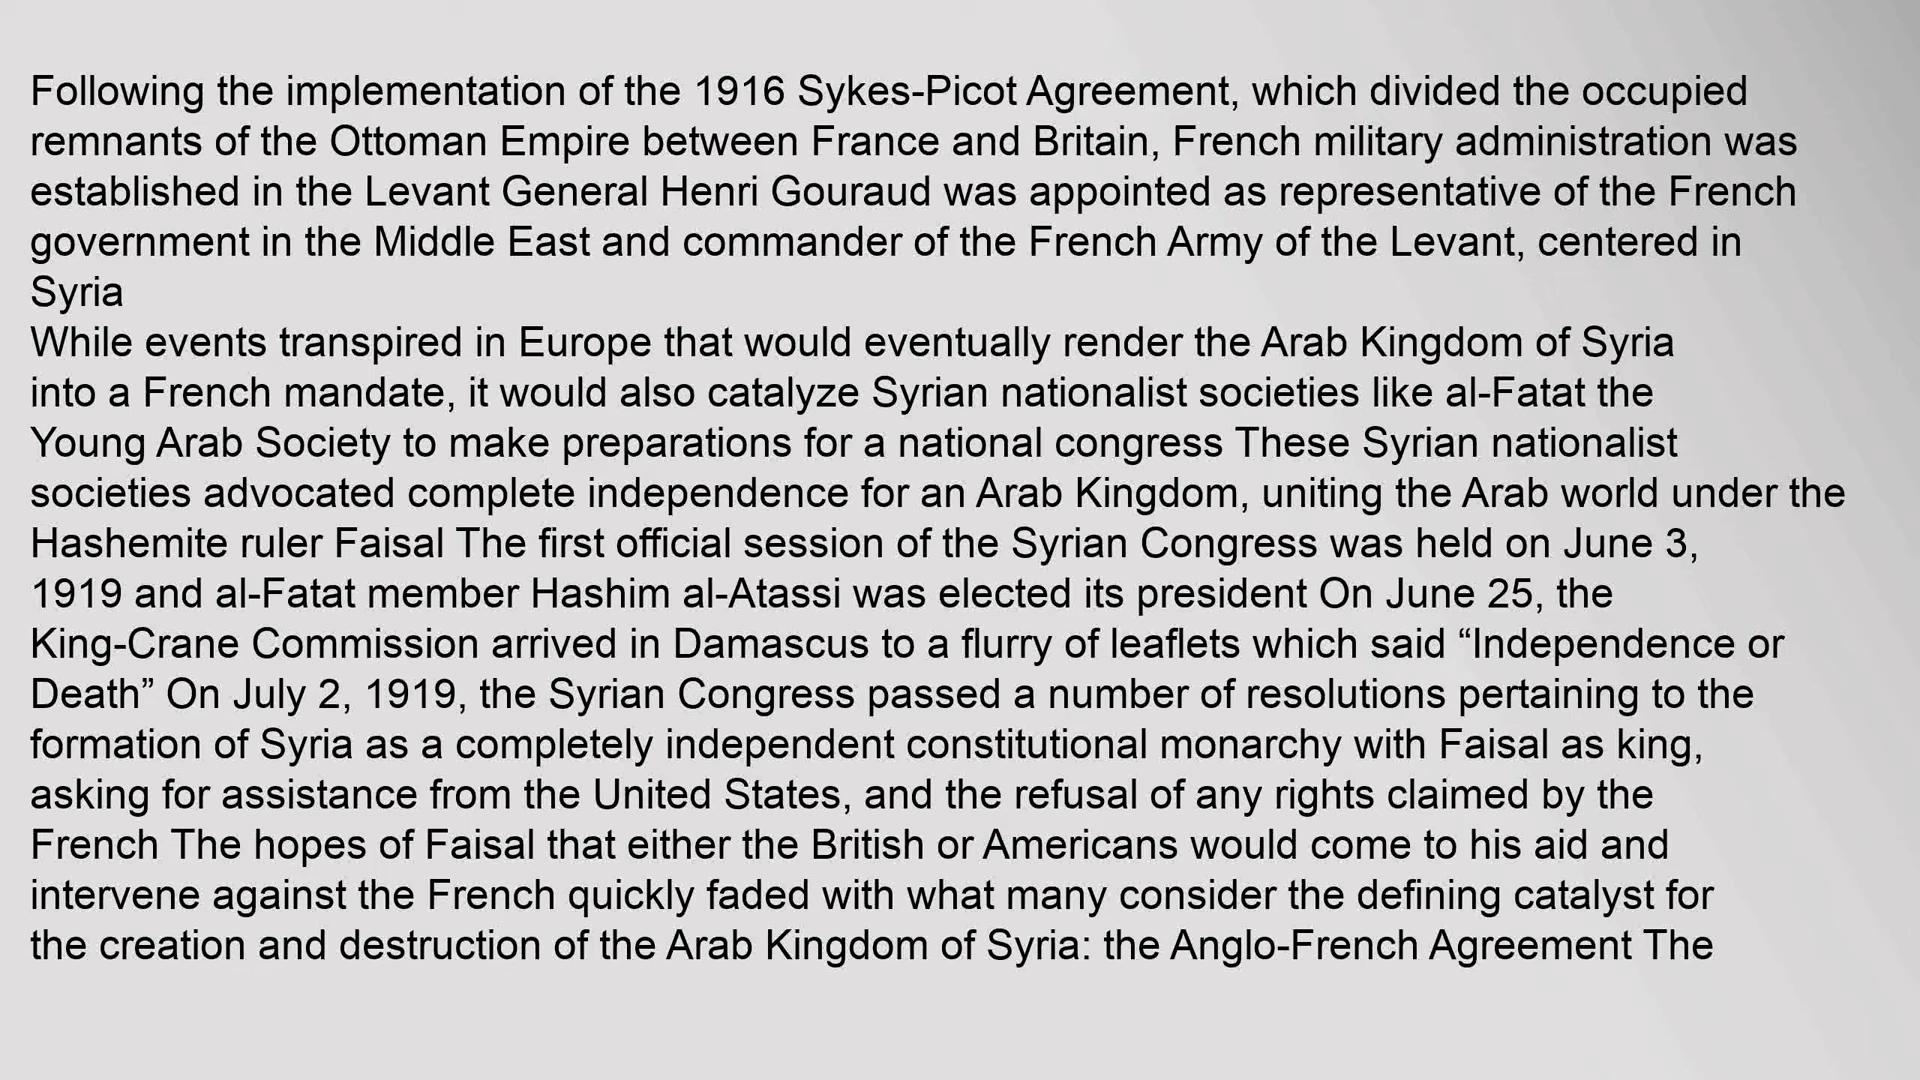 Following the implementation of the 1916 Sykes-Picot Agreement, which divided the occupied
remnants of the Ottoman Empire between France and Britain, French military administration was
established in the Levant General Henri Gouraud was appointed as representative of the French
government in the Middle East and commander of the French Army of the Levant, centered in
Syria
While events transpired in Europe that would eventually render the Arab Kingdom of Syria
into a French mandate, it would also catalyze Syrian nationalist societies like al-Fatat the
Young Arab Society to make preparations for a national congress These Syrian nationalist
societies advocated complete independence for an Arab Kingdom, uniting the Arab world under the
Hashemite ruler Faisal The first official session of the Syrian Congress was held on June 3,
1919 and al-Fatat member Hashim al-Atassi was elected its president On June 25, the
King-Crane Commission arrived in Damascus to a flurry of leaflets which said “Independence or
Death” On July 2, 1919, the Syrian Congress passed a number of resolutions pertaining to the
formation of Syria as a completely independent constitutional monarchy with Faisal as king,
asking for assistance from the United States, and the refusal of any rights claimed by the
French The hopes of Faisal that either the British or Americans would come to his aid and
intervene against the French quickly faded with what many consider the defining catalyst for
the creation and destruction of the Arab Kingdom of Syria: the Anglo-French Agreement The